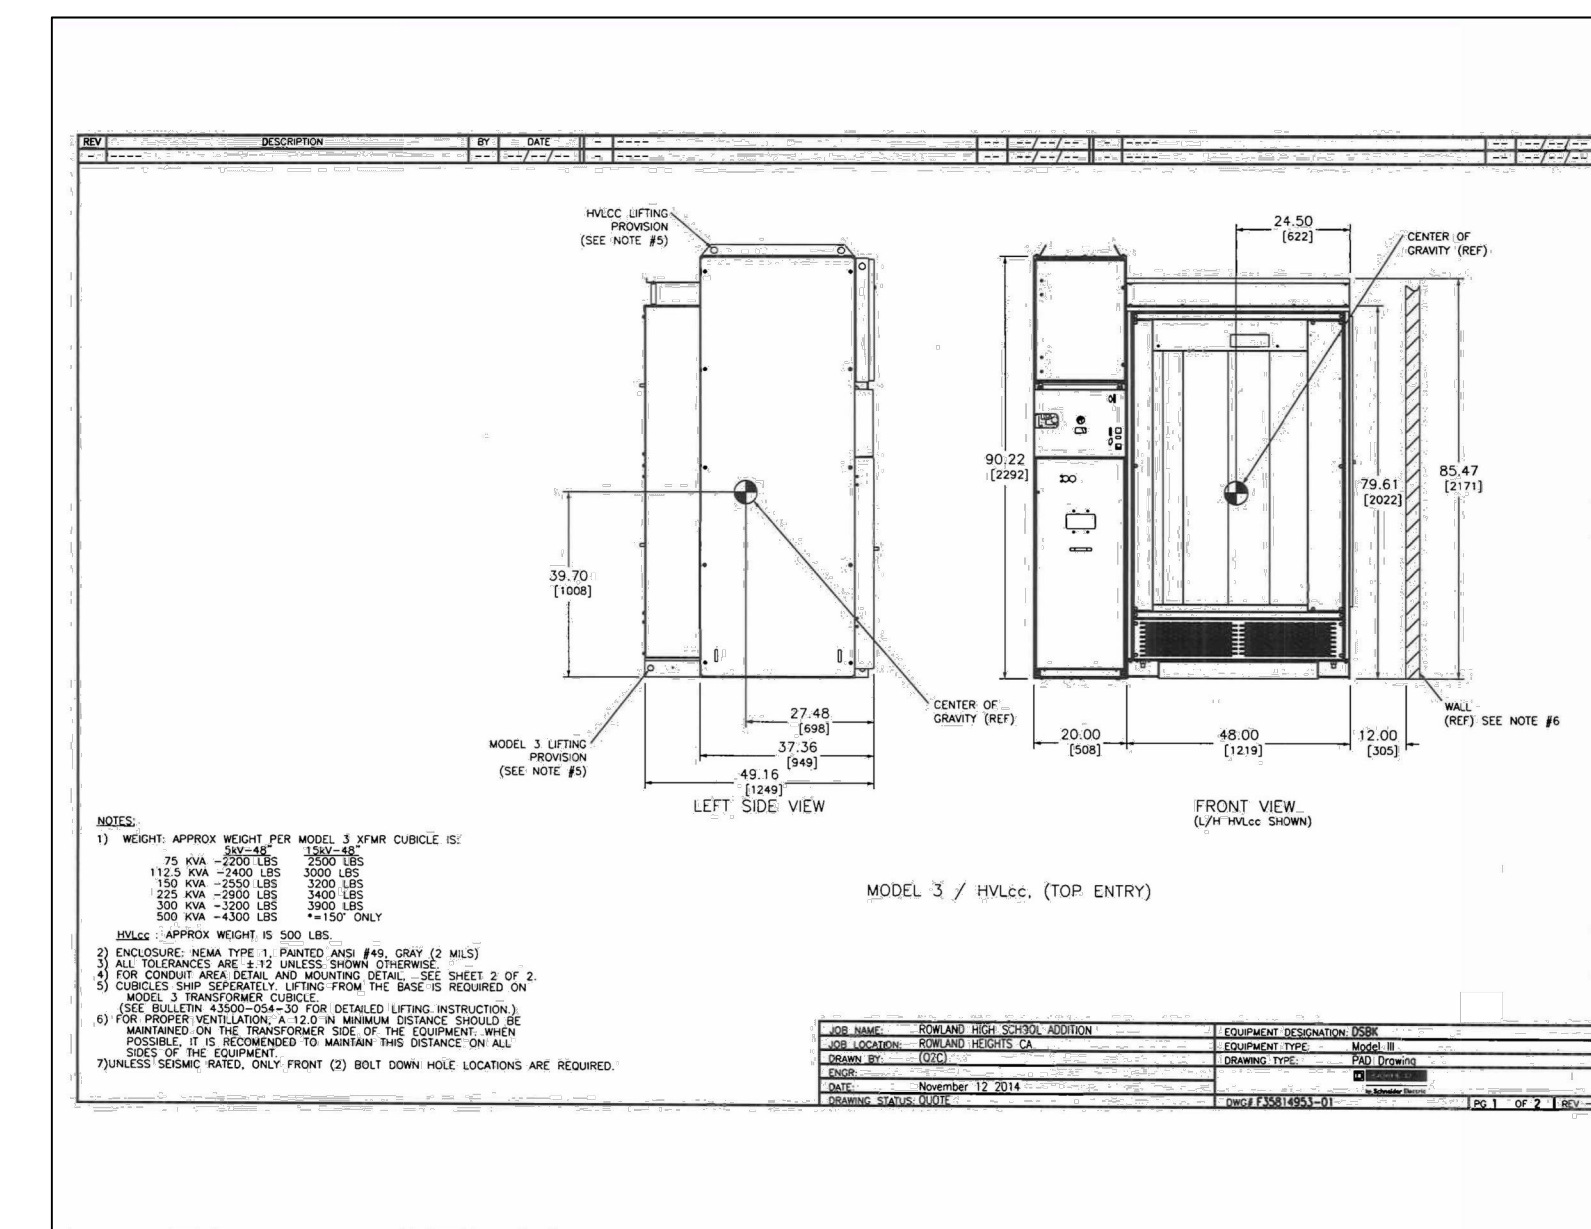 REV DESCRIPTION BY DATE
- ----- -- --/--/-- - ---- -- --/--/-- - ---- -- --/--/--
-- --/--/-- ---- -- --/--/-- ---- -- --/--/--
HVLCC LIFTING
PROVISION
(SEE NOTE #5)
24.50
[622]
CENTER OF
GRAVITY (REF)
90.22
[2292]
79.61
[2022]
85.47
[2171]
39.70
[1008]
CENTER OF
GRAVITY (REF)
WALL
(REF) SEE NOTE #6
27.48
[698]
37.36
[949]
49.16
[1249]
20.00
[508]
48.00
[1219]
12.00
[305]
MODEL 3 LIFTING
PROVISION
(SEE NOTE #5)
LEFT SIDE VIEW
FRONT VIEW
(L/H HVLcc SHOWN)
MODEL 3 / HVLcc, (TOP ENTRY)
NOTES:
1) WEIGHT: APPROX WEIGHT PER MODEL 3 XFMR CUBICLE IS:
5kV-48" 15kV-48"
75 KVA -2200 LBS 2500 LBS
112.5 KVA -2400 LBS 3000 LBS
150 KVA -2550 LBS 3200 LBS
225 KVA -2900 LBS 3400 LBS
300 KVA -3200 LBS 3900 LBS
500 KVA -4300 LBS *=150° ONLY
HVLcc : APPROX WEIGHT IS 500 LBS.
2) ENCLOSURE: NEMA TYPE 1, PAINTED ANSI #49, GRAY (2 MILS)
3) ALL TOLERANCES ARE ±.12 UNLESS SHOWN OTHERWISE.
4) FOR CONDUIT AREA DETAIL AND MOUNTING DETAIL, SEE SHEET 2 OF 2.
5) CUBICLES SHIP SEPERATELY. LIFTING FROM THE BASE IS REQUIRED ON
MODEL 3 TRANSFORMER CUBICLE.
(SEE BULLETIN 43500-054-30 FOR DETAILED LIFTING INSTRUCTION.)
6) FOR PROPER VENTILATION, A 12.0 IN MINIMUM DISTANCE SHOULD BE
MAINTAINED ON THE TRANSFORMER SIDE OF THE EQUIPMENT. WHEN
POSSIBLE, IT IS RECOMENDED TO MAINTAIN THIS DISTANCE ON ALL
SIDES OF THE EQUIPMENT.
7)UNLESS SEISMIC RATED, ONLY FRONT (2) BOLT DOWN HOLE LOCATIONS ARE REQUIRED.
JOB NAME: ROWLAND HIGH SCHOOL ADDITION
JOB LOCATION: ROWLAND HEIGHTS CA
DRAWN BY: (Q2C)
ENGR:
DATE: November 12 2014
DRAWING STATUS: QUOTE
EQUIPMENT DESIGNATION: DSBK
EQUIPMENT TYPE: Model III
DRAWING TYPE: PAD Drawing
by Schneider Electric
DWG# F35814953-01 PG 1 OF 2 REV -